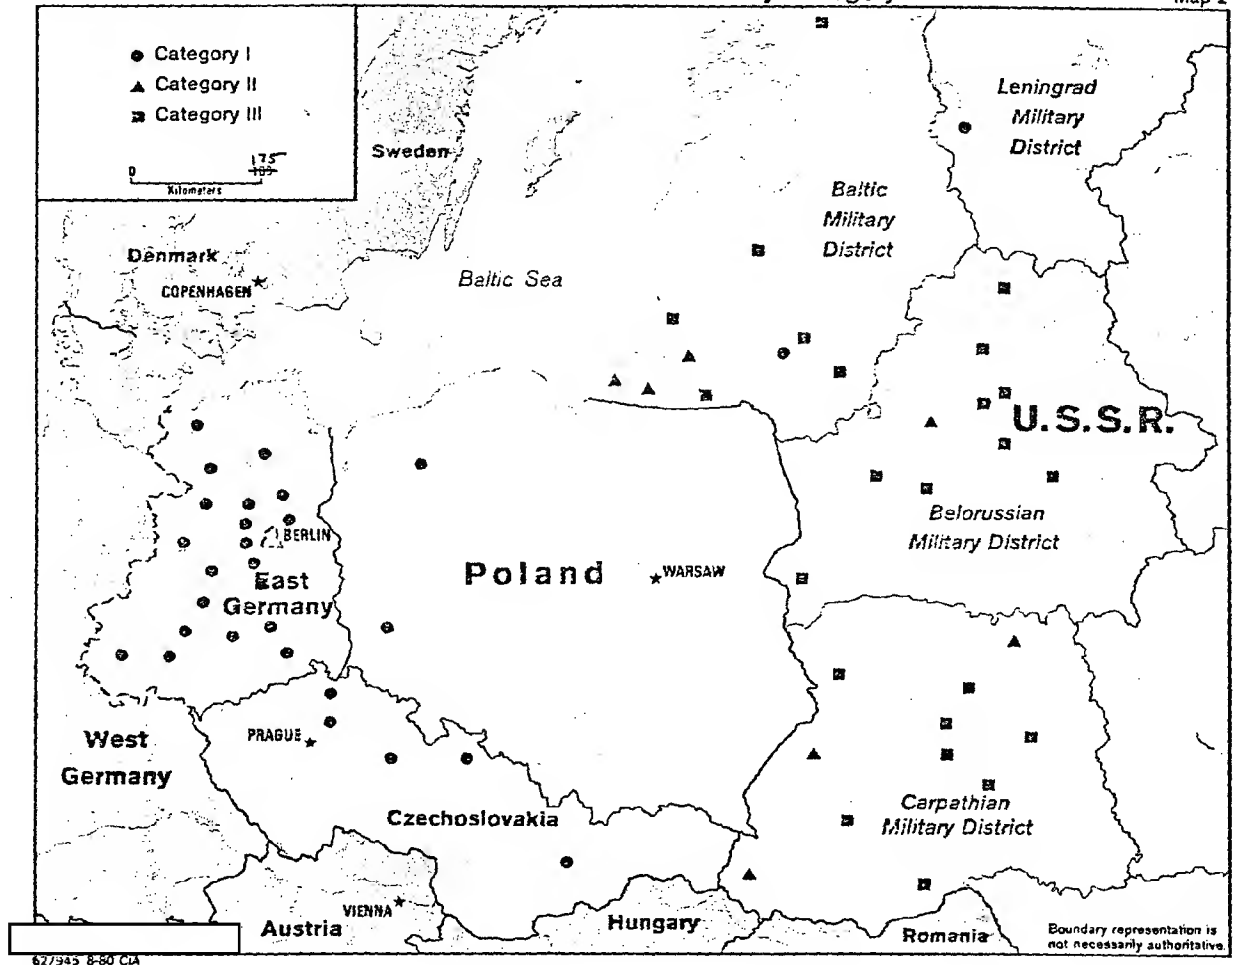 Map 2
Category I
Category II
Category III
0
175
Kilometers
Sweden
Leningrad
Military
District
Baltic
Military
District
Denmark
COPENHAGEN
Baltic Sea
U.S.S.R.
BERLIN
Belorussian
Military District
Poland
WARSAW
East
Germany
PRAGUE
West
Germany
Czechoslovakia
Carpathian
Military District
VIENNA
Austria
Hungary
Romania
Boundary representation is
not necessarily authoritative.
627945 8-80 CIA